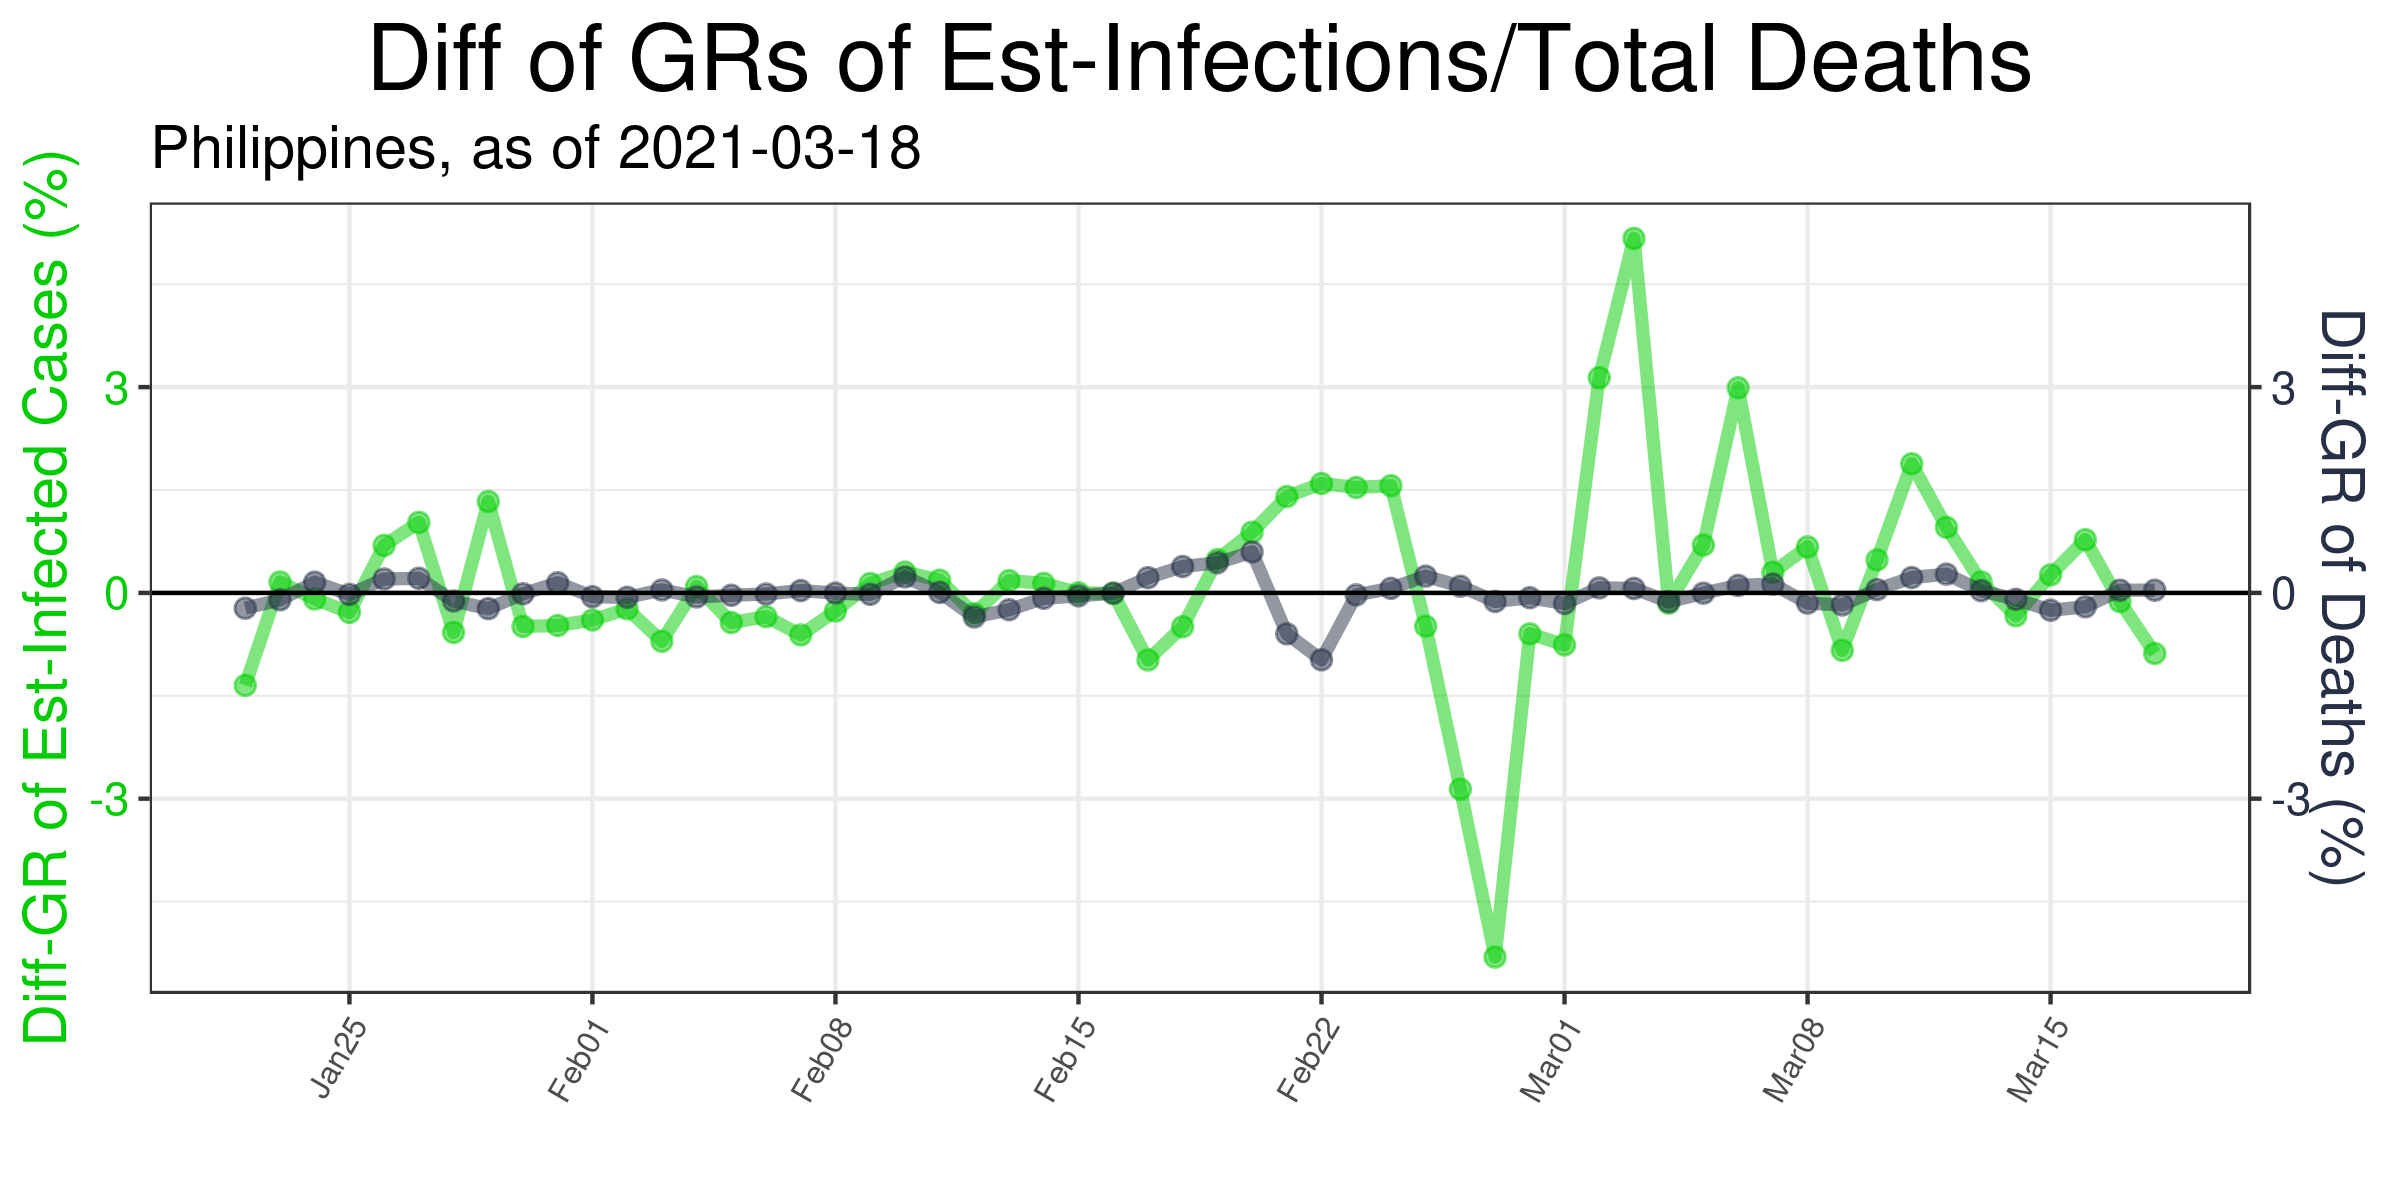 Diff of GRs of Est-Infections/Total Deaths
Philippines, as of 2021-03-18
Diff-GR of Est-Infected Cases (%)
3
0
-3
3
0
-3
Diff-GR of Deaths (%)
Jan25
Feb01
Feb08
Feb15
Feb22
Mar01
Mar08
Mar15